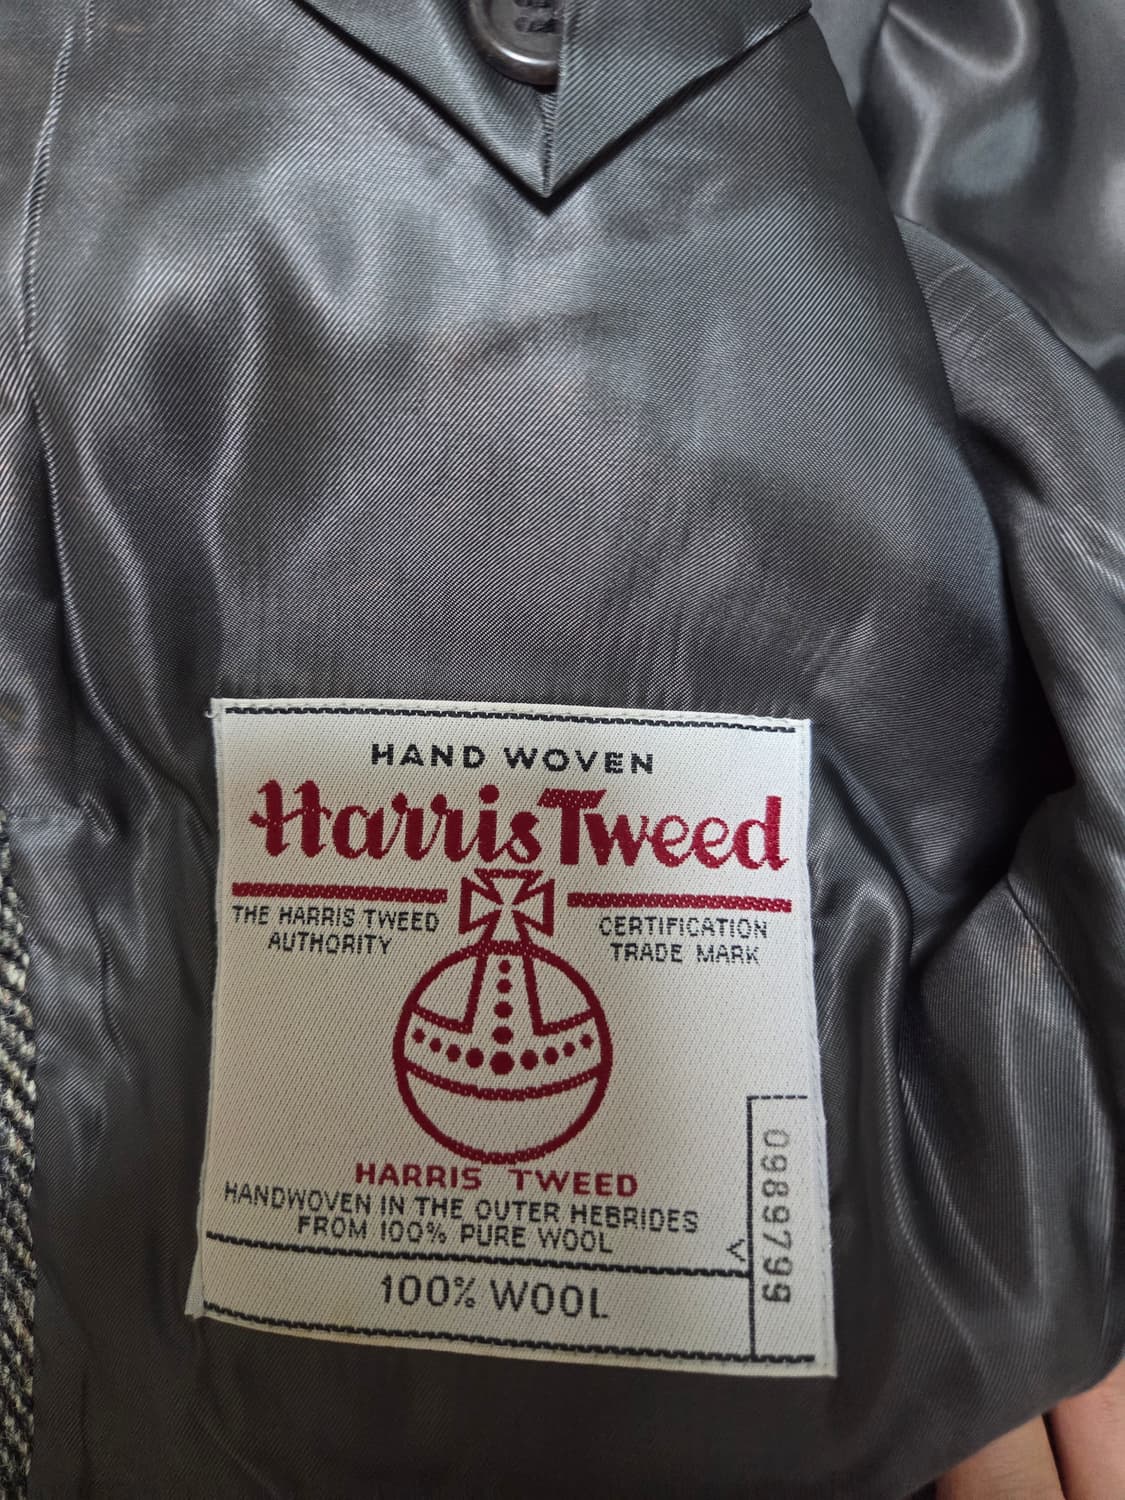 HAND WOVEN
Harris Tweed
THE HARRIS TWEED
AUTHORITY
CERTIFICATION
TRADE MARK
HARRIS TWEED
HANDWOVEN IN THE OUTER HEBRIDES
FROM 100% PURE WOOL
100% WOOL
V
0989799